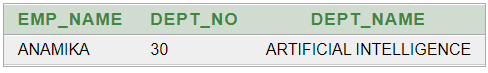 EMP_NAME DEPT_NO DEPT_NAME
ANAMIKA 30 ARTIFICIAL INTELLIGENCE